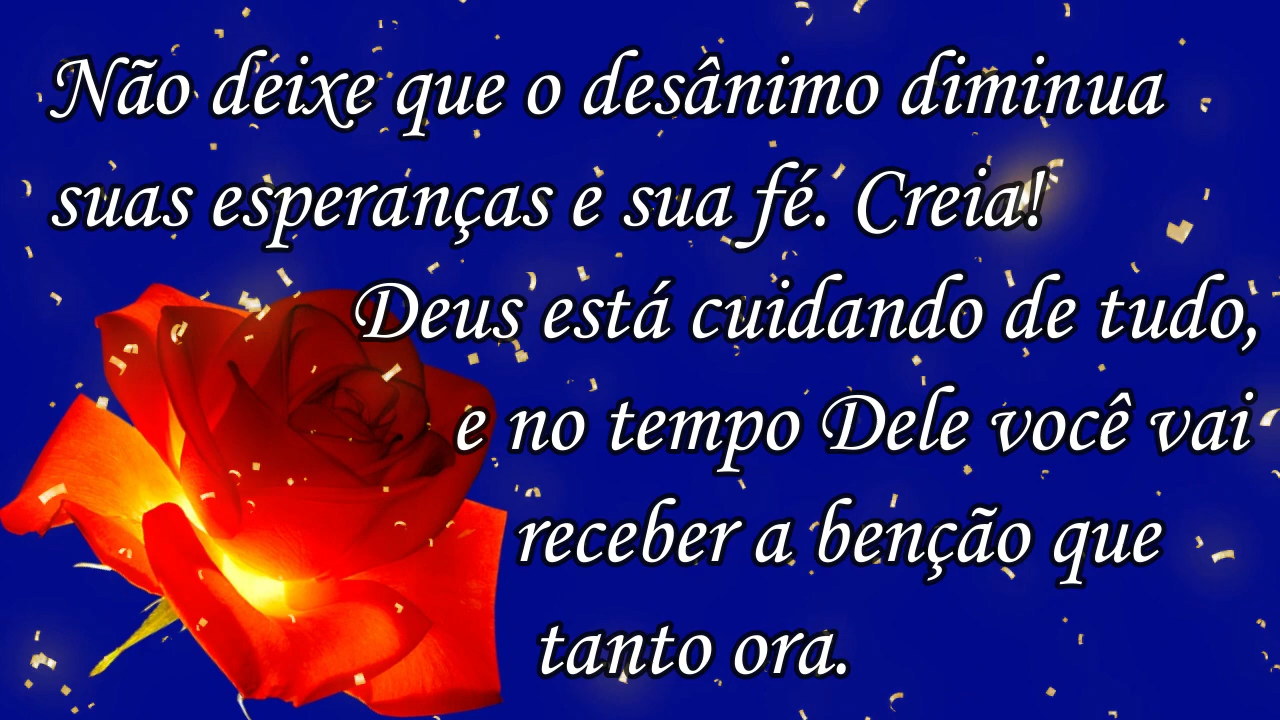 Não deixe que o desânimo diminua
suas esperanças e sua fé. Creia!
Deus está cuidando de tudo,
e no tempo Dele você vai
receber a benção que
tanto ora.